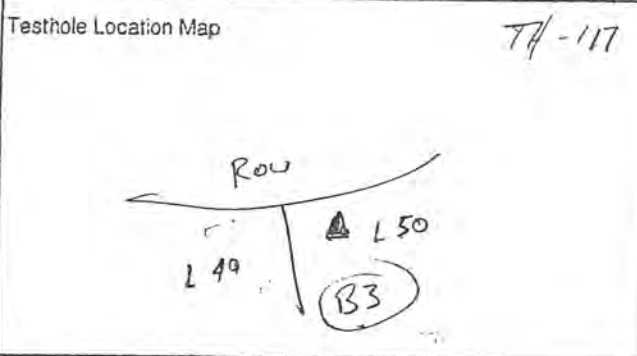 Testhole Location Map
TH-117
Row
L 50
L 49
B3